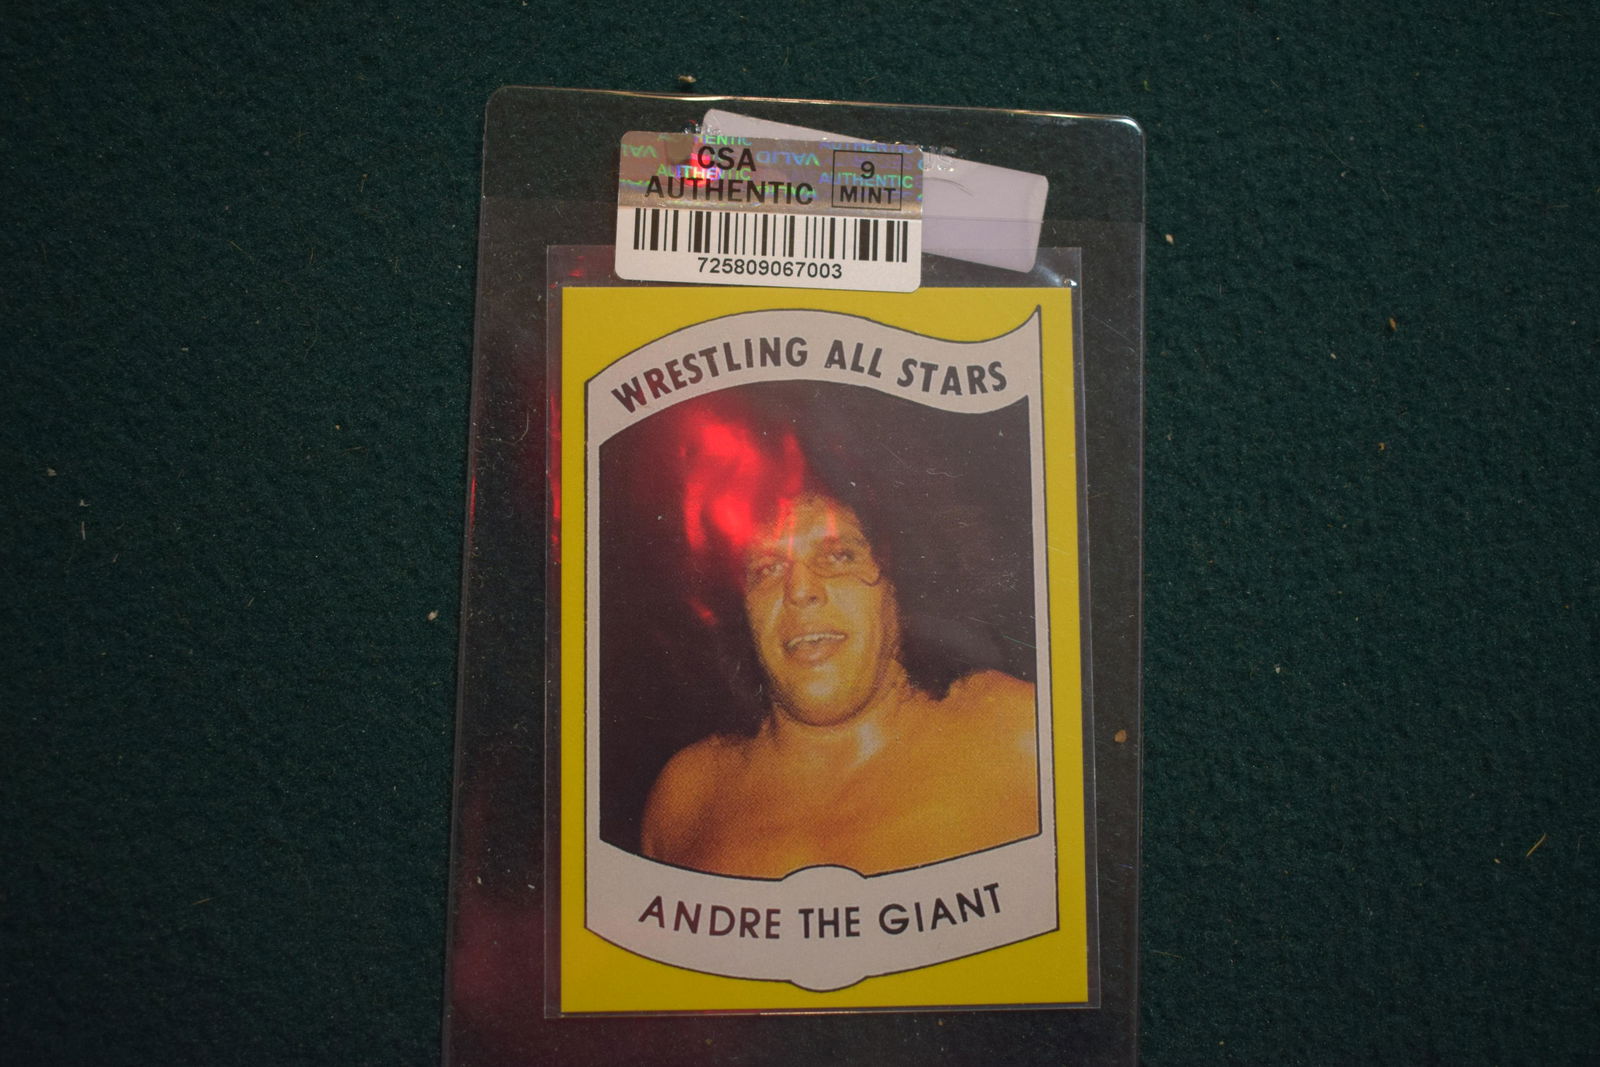 CSA
AUTHENTIC
9
MINT
725809067003
WRESTLING ALL STARS
ANDRE THE GIANT